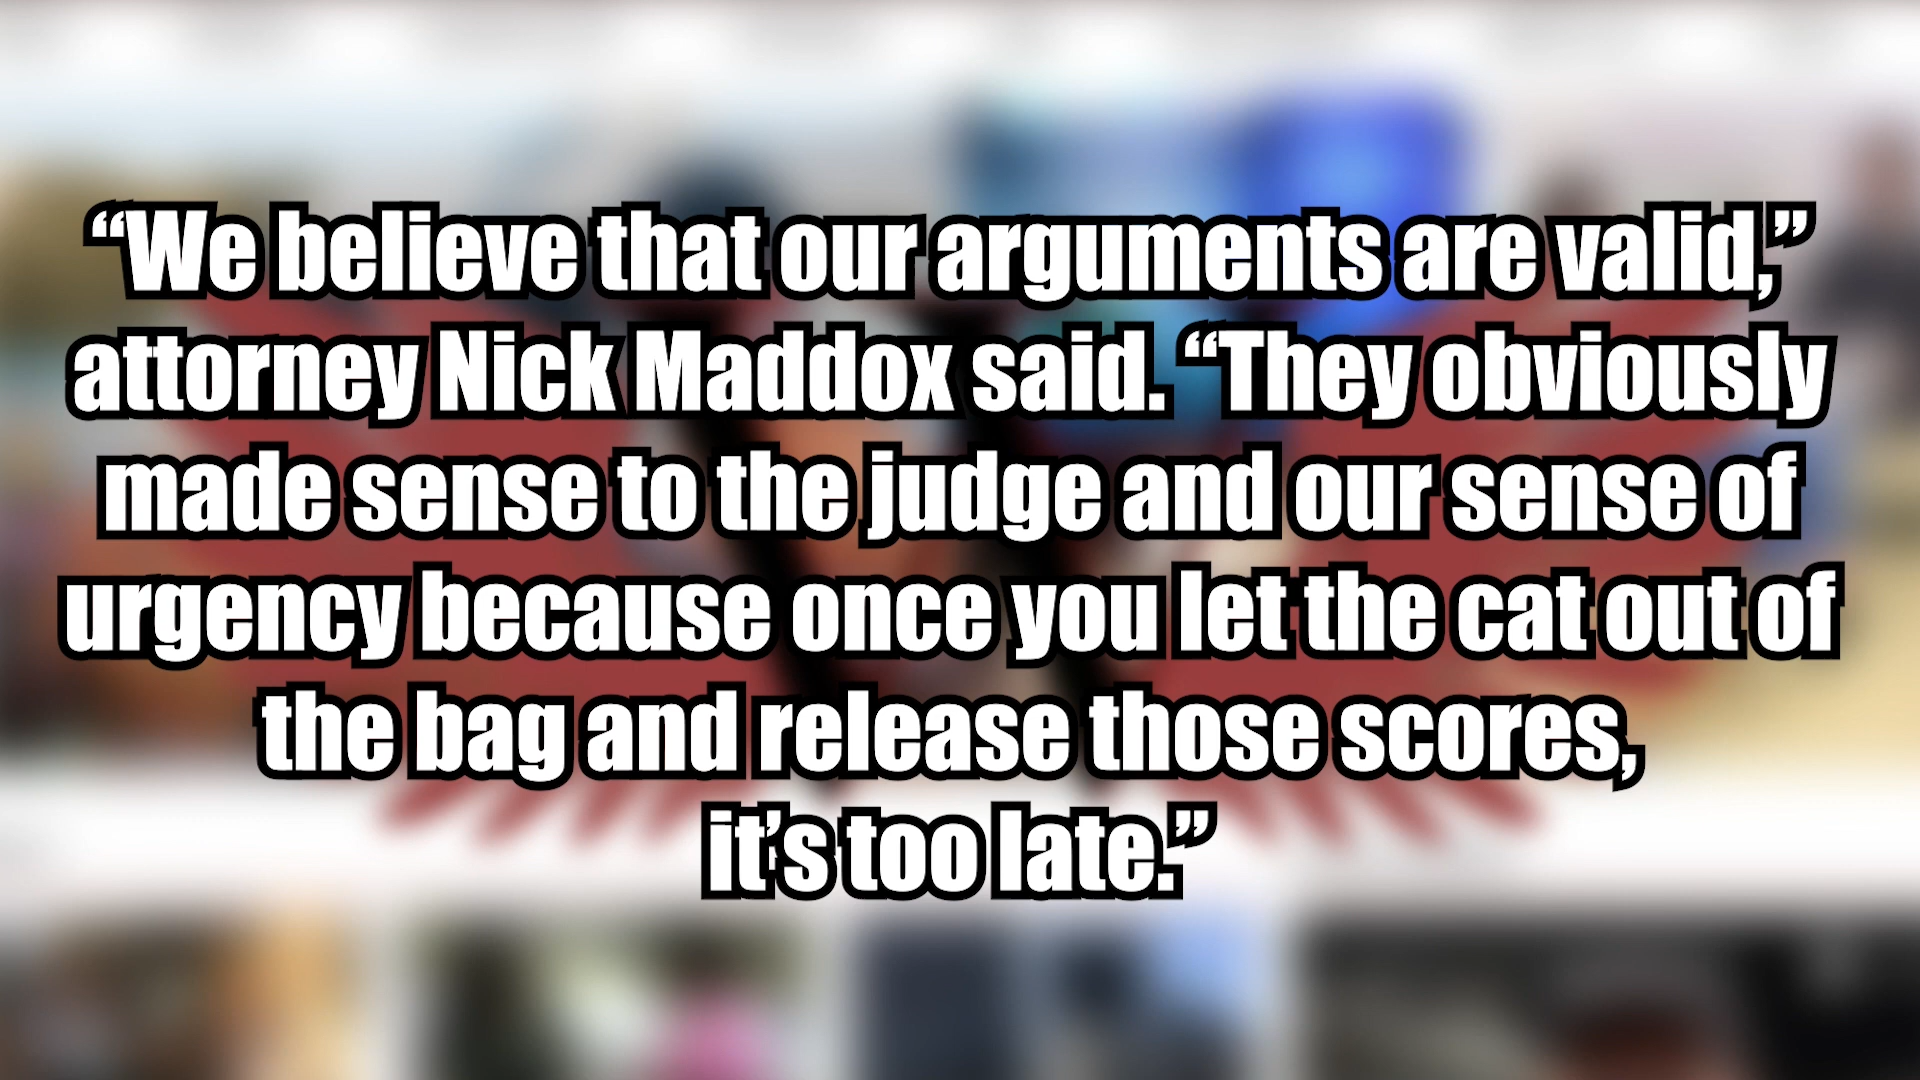 “We believe that our arguments are valid,”
attorney Nick Maddox said. “They obviously
made sense to the judge and our sense of
urgency because once you let the cat out of
the bag and release those scores,
it’s too late.”